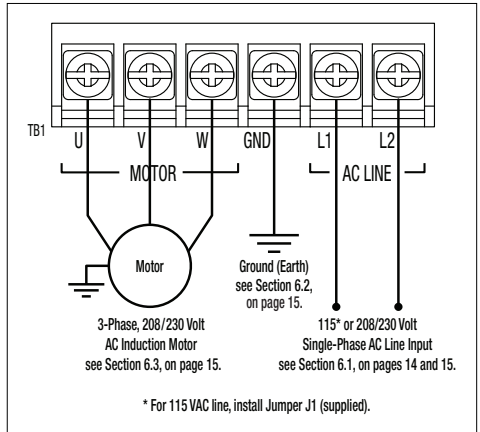 TB1
U V W GND L1 L2
MOTOR AC LINE
Motor
Ground (Earth)
see Section 6.2,
on page 15.
3-Phase, 208/230 Volt
AC Induction Motor
see Section 6.3, on page 15.
115* or 208/230 Volt
Single-Phase AC Line Input
see Section 6.1, on pages 14 and 15.
* For 115 VAC line, install Jumper J1 (supplied).